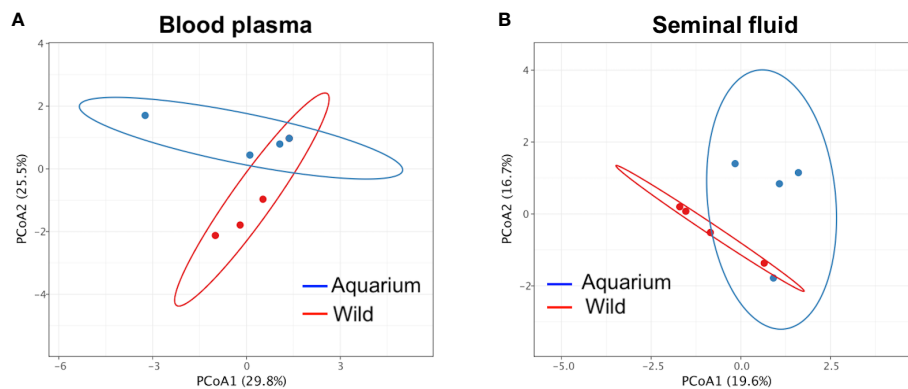 A
Blood plasma
4
2
0
−2
−4
PCoA2 (25.5%)
−6
−3
0
3
PCoA1 (29.8%)
Aquarium
Wild
B
Seminal fluid
4
2
0
−2
PCoA2 (16.7%)
−5.0
−2.5
0.0
2.5
PCoA1 (19.6%)
Aquarium
Wild